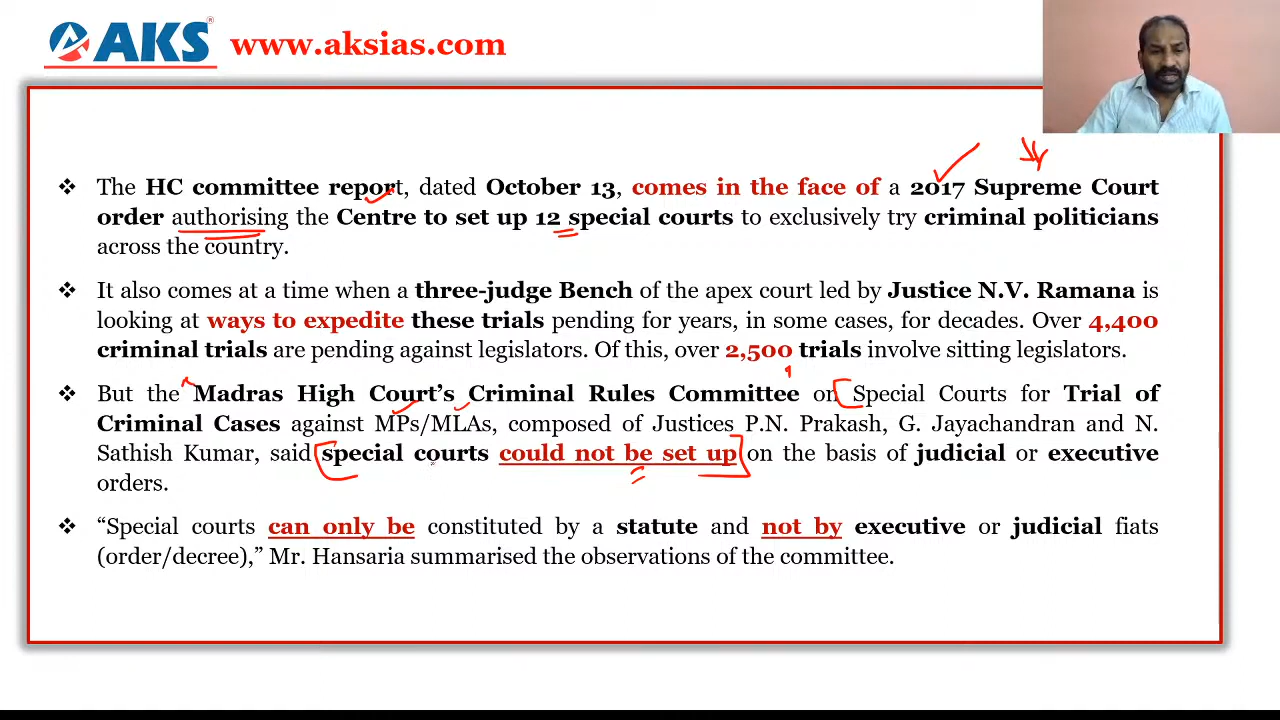 AKS® www.aksias.com
❖ The HC committee report, dated October 13, comes in the face of a 2017 Supreme Court
order authorising the Centre to set up 12 special courts to exclusively try criminal politicians
across the country.
❖ It also comes at a time when a three-judge Bench of the apex court led by Justice N.V. Ramana is
looking at ways to expedite these trials pending for years, in some cases, for decades. Over 4,400
criminal trials are pending against legislators. Of this, over 2,500 trials involve sitting legislators.
❖ But the Madras High Court's Criminal Rules Committee on Special Courts for Trial of
Criminal Cases against MPs/MLAs, composed of Justices P.N. Prakash, G. Jayachandran and N.
Sathish Kumar, said special courts could not be set up on the basis of judicial or executive
orders.
❖ “Special courts can only be constituted by a statute and not by executive or judicial fiats
(order/decree),” Mr. Hansaria summarised the observations of the committee.